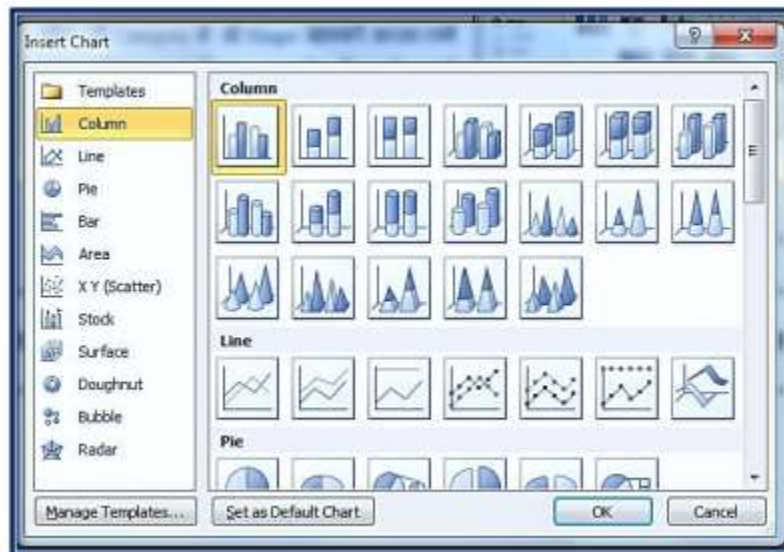 Insert Chart
Templates
Column
Line
Pie
Bar
Area
X Y (Scatter)
Stock
Surface
Doughnut
Bubble
Radar
Column
Line
Pie
Manage Templates...
Set as Default Chart
OK
Cancel